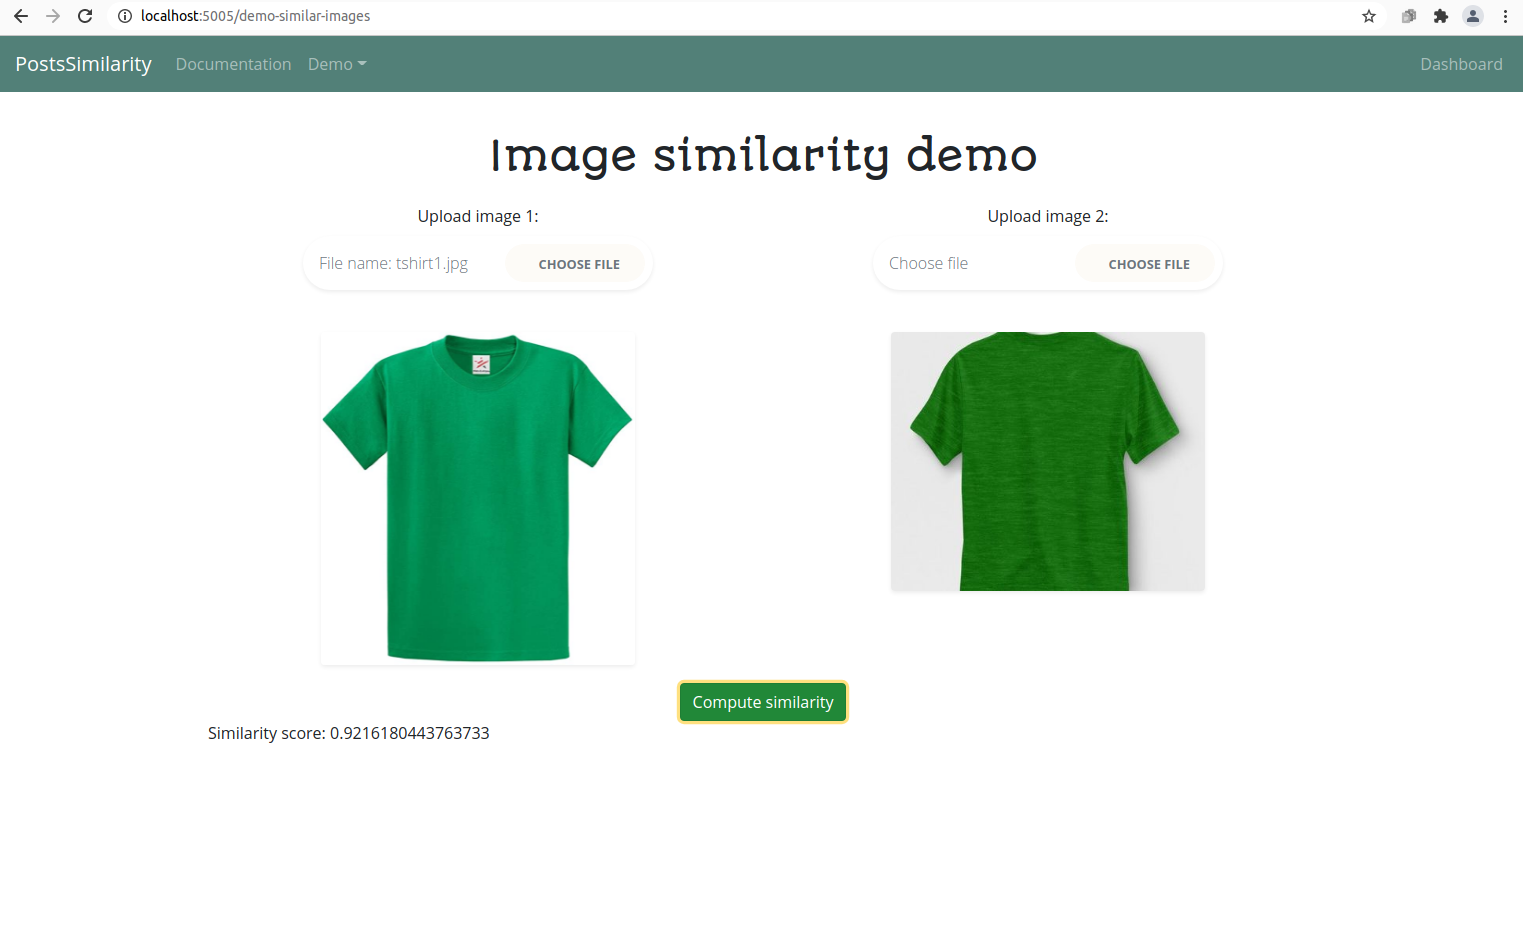 localhost:5005/demo-similar-images
PostsSimilarity Documentation Demo Dashboard
Image similarity demo
Upload image 1: Upload image 2:
File name: tshirt1.jpg CHOOSE FILE Choose file CHOOSE FILE
Compute similarity
Similarity score: 0.9216180443763733